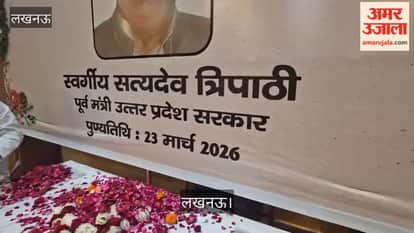 लखनऊ
अमर उजाला
amarujala.com
स्वर्गीय सत्यदेव त्रिपाठी
पूर्व मंत्री उत्तर प्रदेश सरकार
पुण्यतिथि : 23 मार्च 2026
लखनऊ।